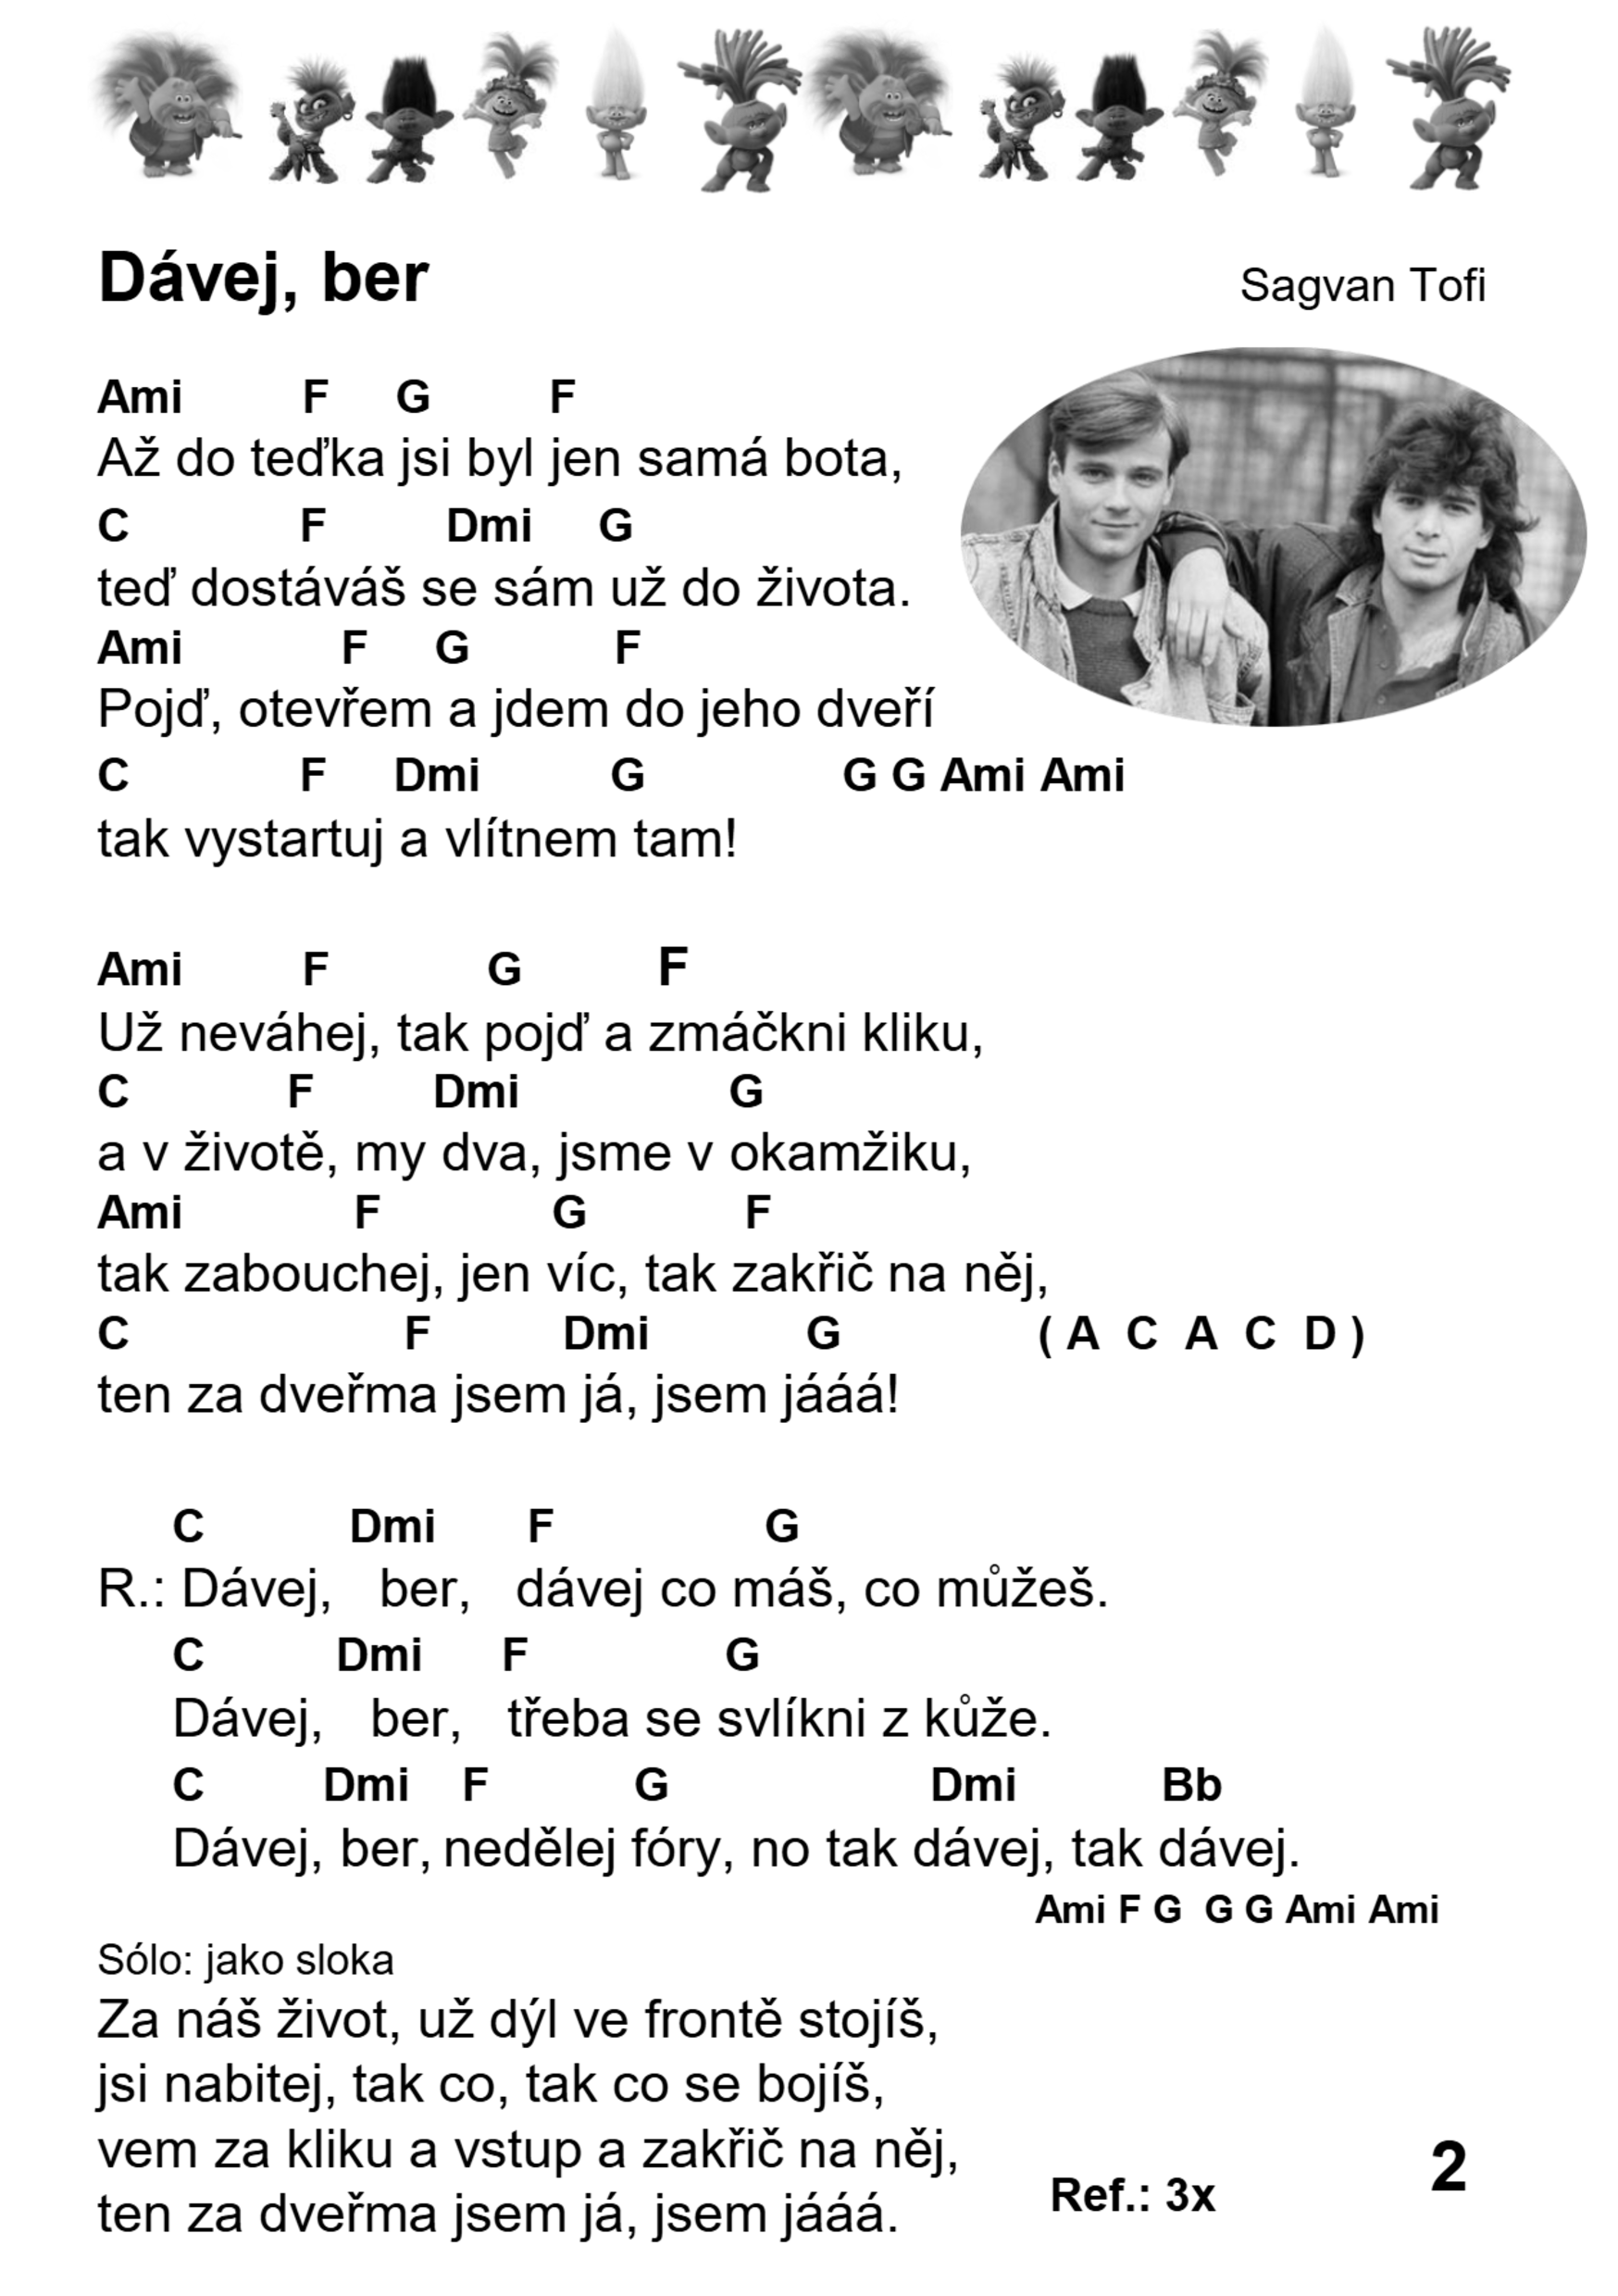 Dávej, ber
Sagvan Tofi
Ami F G F
Až do teďka jsi byl jen samá bota,
C F Dmi G
teď dostáváš se sám už do života.
Ami F G F
Pojď, otevřem a jdem do jeho dveří
C F Dmi G G G Ami Ami
tak vystartuj a vlítnem tam!
Ami F G F
Už neváhej, tak pojď a zmáčkni kliku,
C F Dmi G
a v životě, my dva, jsme v okamžiku,
Ami F G F
tak zabouchej, jen víc, tak zakřič na něj,
C F Dmi G ( A C A C D )
ten za dveřma jsem já, jsem jááá!
C Dmi F G
R.: Dávej, ber, dávej co máš, co můžeš.
C Dmi F G
Dávej, ber, třeba se svlíkni z kůže.
C Dmi F G Dmi Bb
Dávej, ber, nedělej fóry, no tak dávej, tak dávej.
Ami F G G G Ami Ami
Sólo: jako sloka
Za náš život, už dýl ve frontě stojíš,
jsi nabitej, tak co, tak co se bojíš,
vem za kliku a vstup a zakřič na něj,
ten za dveřma jsem já, jsem jááá.
Ref.: 3x
2